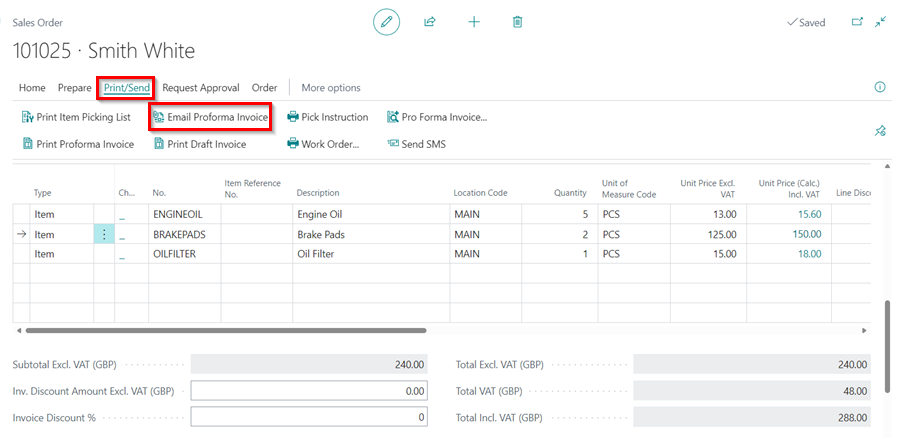 Sales Order
Saved
101025 · Smith White
Home Prepare Print/Send Request Approval Order More options
Print Item Picking List Email Proforma Invoice Pick Instruction Pro Forma Invoice...
Print Proforma Invoice Print Draft Invoice Work Order... Send SMS
Type Ch... No. Item Reference No. Description Location Code Quantity Unit of Measure Code Unit Price Excl. VAT Unit Price (Calc.) Incl. VAT Line Disco
Item _ ENGINEOIL Engine Oil MAIN 5 PCS 13.00 15.60
Item _ BRAKEPADS Brake Pads MAIN 2 PCS 125.00 150.00
Item _ OILFILTER Oil Filter MAIN 1 PCS 15.00 18.00
Subtotal Excl. VAT (GBP) 240.00 Total Excl. VAT (GBP) 240.00
Inv. Discount Amount Excl. VAT (GBP) 0.00 Total VAT (GBP) 48.00
Invoice Discount % 0 Total Incl. VAT (GBP) 288.00